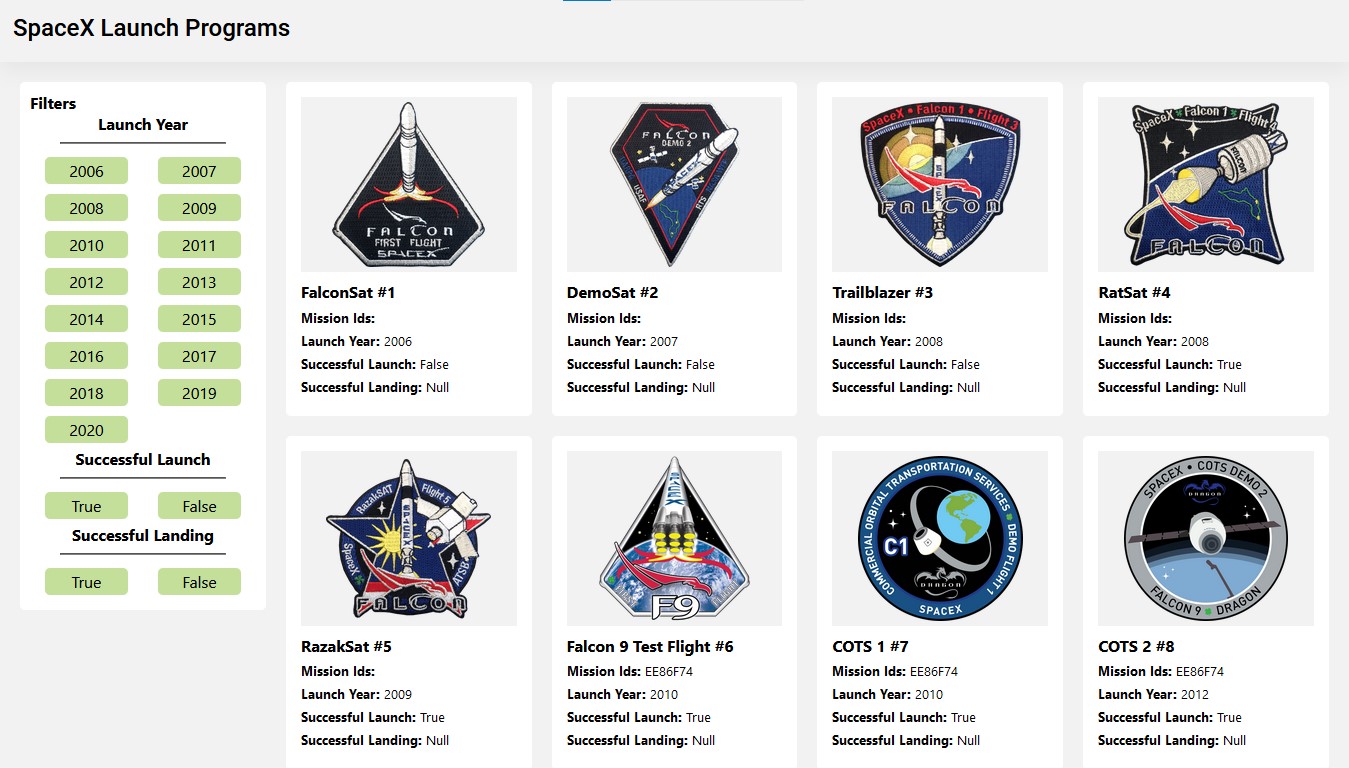 SpaceX Launch Programs
Filters
Launch Year
2006 2007
2008 2009
2010 2011
2012 2013
2014 2015
2016 2017
2018 2019
2020
Successful Launch
True False
Successful Landing
True False
FALCON
FIRST FLIGHT
SPACEX
FalconSat #1
Mission Ids:
Launch Year: 2006
Successful Launch: False
Successful Landing: Null
FALCON
DEMO 2
SPACEX
USAF
DemoSat #2
Mission Ids:
Launch Year: 2007
Successful Launch: False
Successful Landing: Null
SpaceX • Falcon 1 • Flight 3
SPACEX
FALCON
Trailblazer #3
Mission Ids:
Launch Year: 2008
Successful Launch: False
Successful Landing: Null
SpaceX Falcon 1 Flight 4
FALCON
FALCON
RatSat #4
Mission Ids:
Launch Year: 2008
Successful Launch: True
Successful Landing: Null
RazakSAT Flight 5
SPACEX
SpaceX
ATSB
FALCON
RazakSat #5
Mission Ids:
Launch Year: 2009
Successful Launch: True
Successful Landing: Null
SPACEX
F9
Falcon 9 Test Flight #6
Mission Ids: EE86F74
Launch Year: 2010
Successful Launch: True
Successful Landing: Null
COMMERCIAL ORBITAL TRANSPORTATION SERVICES DEMO FLIGHT 1
C1
DRAGON
SPACEX
COTS 1 #7
Mission Ids: EE86F74
Launch Year: 2010
Successful Launch: True
Successful Landing: Null
SPACEX • COTS DEMO 2
DRAGON
FALCON 9 DRAGON
COTS 2 #8
Mission Ids: EE86F74
Launch Year: 2012
Successful Launch: True
Successful Landing: Null